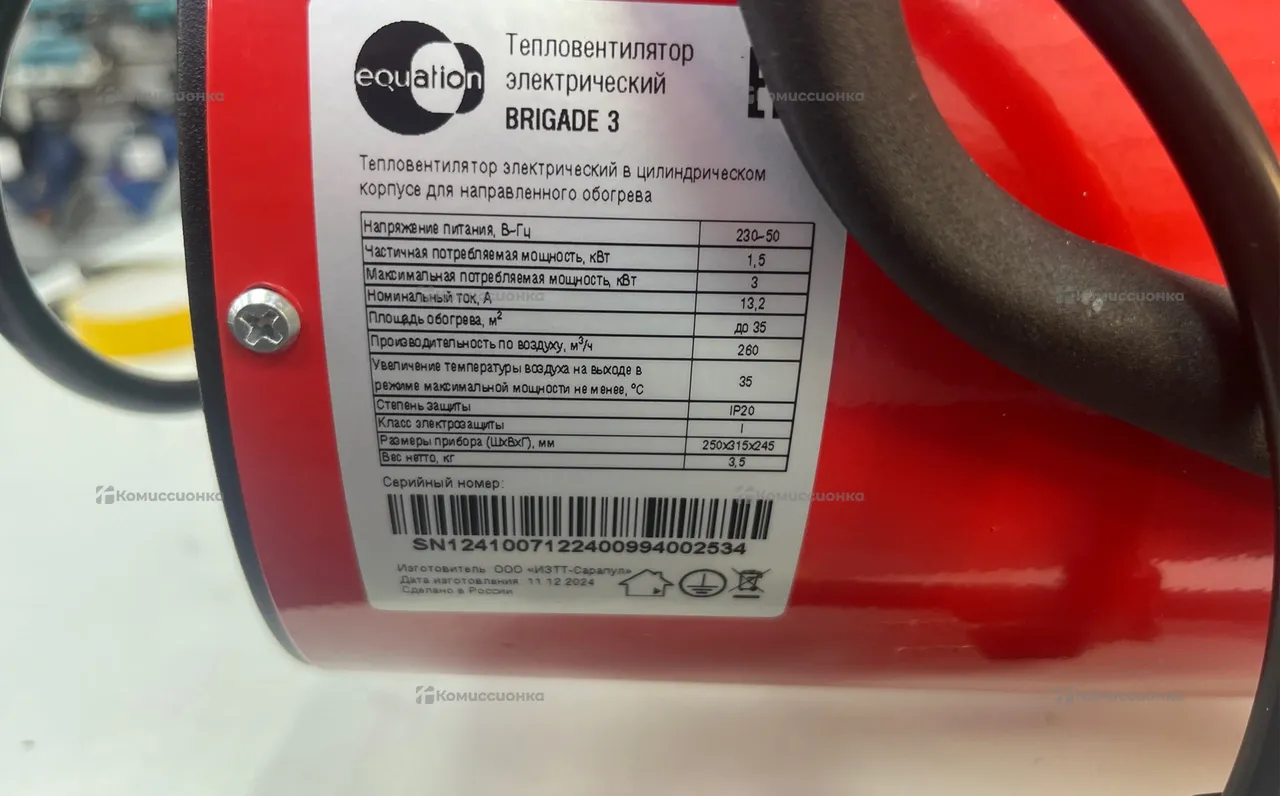 equation
Тепловентилятор
электрический
BRIGADE 3
Тепловентилятор электрический в цилиндрическом
корпусе для направленного обогрева
Напряжение питания, В-Гц 230-50
Частичная потребляемая мощность, кВт 1,5
Максимальная потребляемая мощность, кВт 3
Номинальный ток, А 13,2
Площадь обогрева, м² до 35
Производительность по воздуху, м³/ч 260
Увеличение температуры воздуха на выходе в
режиме максимальной мощности не менее, °С 35
Степень защиты IP20
Класс электрозащиты I
Размеры прибора (ШхВхГ), мм 250х315х245
Вес нетто, кг 3,5
Серийный номер:
SN1241007122400994002534
Изготовитель ООО «ИЗТТ-Сарапул»
Дата изготовления 11.12.2024
Сделано в России
Комиссионка
Комиссионка
Комиссионка
Комиссионка
Комиссионка
Комиссионка
Комиссионка
Комиссионка